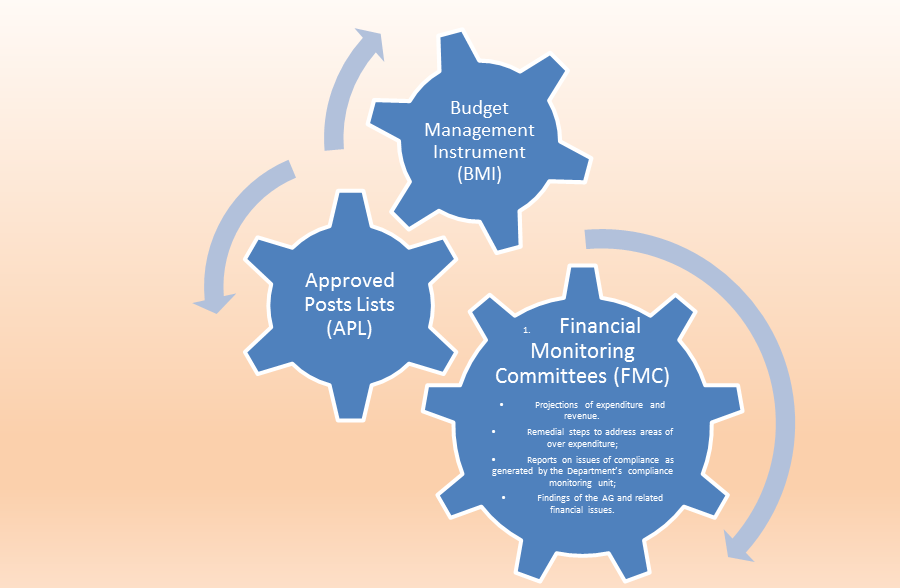 Budget
Management
Instrument
(BMI)
Approved
Posts Lists
(APL)
1. Financial
Monitoring
Committees (FMC)
• Projections of expenditure and
revenue.
• Remedial steps to address areas of
over expenditure;
• Reports on issues of compliance as
generated by the Department's compliance
monitoring unit;
• Findings of the AG and related
financial issues.